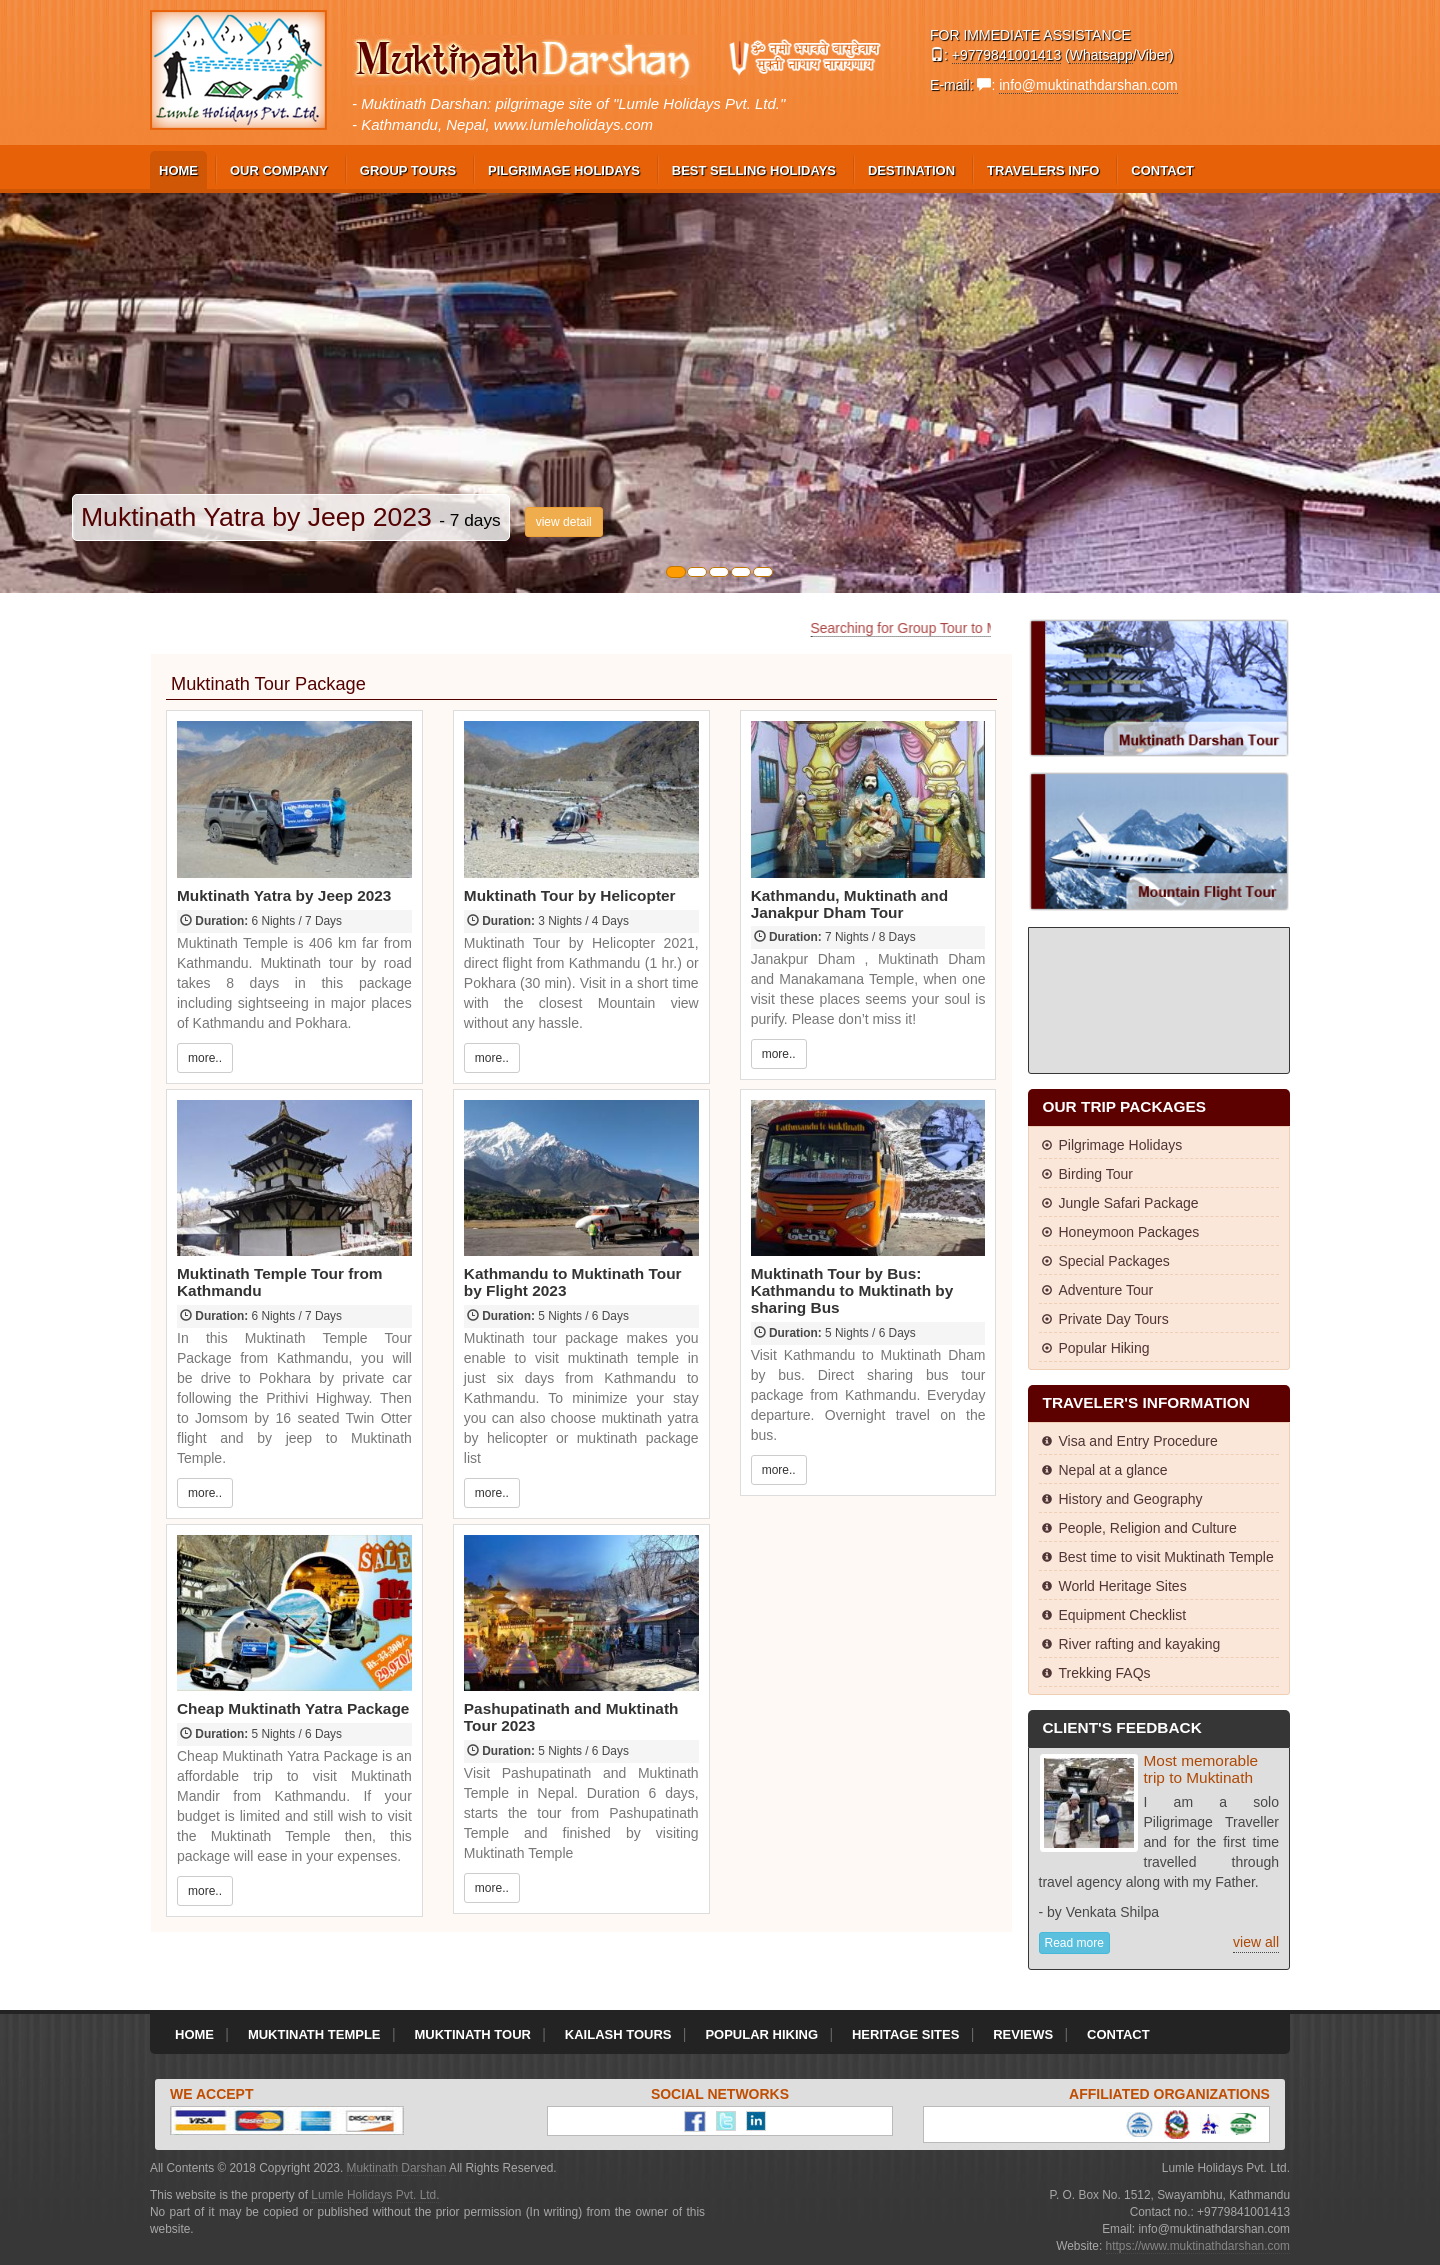 Lumle Holidays Pvt. Ltd.
Muktinath Darshan
ॐ नमो भगवते वासुदेवाय
मुक्ती नाथाय नारायणाय
- Muktinath Darshan: pilgrimage site of "Lumle Holidays Pvt. Ltd."
- Kathmandu, Nepal, www.lumleholidays.com
FOR IMMEDIATE ASSISTANCE
: +9779841001413 (Whatsapp/Viber)
E-mail: : info@muktinathdarshan.com
HOME OUR COMPANY GROUP TOURS PILGRIMAGE HOLIDAYS BEST SELLING HOLIDAYS DESTINATION TRAVELERS INFO CONTACT
Muktinath Yatra by Jeep 2023 - 7 days
view detail
Searching for Group Tour to
Muktinath Tour Package
Muktinath Yatra by Jeep 2023
Duration: 6 Nights / 7 Days
Muktinath Temple is 406 km far from
Kathmandu. Muktinath tour by road
takes 8 days in this package
including sightseeing in major places
of Kathmandu and Pokhara.
more..
Muktinath Tour by Helicopter
Duration: 3 Nights / 4 Days
Muktinath Tour by Helicopter 2021,
direct flight from Kathmandu (1 hr.) or
Pokhara (30 min). Visit in a short time
with the closest Mountain view
without any hassle.
more..
Kathmandu, Muktinath and
Janakpur Dham Tour
Duration: 7 Nights / 8 Days
Janakpur Dham , Muktinath Dham
and Manakamana Temple, when one
visit these places seems your soul is
purify. Please don’t miss it!
more..
Muktinath Temple Tour from
Kathmandu
Duration: 6 Nights / 7 Days
In this Muktinath Temple Tour
Package from Kathmandu, you will
be drive to Pokhara by private car
following the Prithivi Highway. Then
to Jomsom by 16 seated Twin Otter
flight and by jeep to Muktinath
Temple.
more..
Kathmandu to Muktinath Tour
by Flight 2023
Duration: 5 Nights / 6 Days
Muktinath tour package makes you
enable to visit muktinath temple in
just six days from Kathmandu to
Kathmandu. To minimize your stay
you can also choose muktinath yatra
by helicopter or muktinath package
list
more..
Kathmandu to Muktinath
Muktinath Tour by Bus:
Kathmandu to Muktinath by
sharing Bus
Duration: 5 Nights / 6 Days
Visit Kathmandu to Muktinath Dham
by bus. Direct sharing bus tour
package from Kathmandu. Everyday
departure. Overnight travel on the
bus.
more..
SALE
10%
OFF
Rs. 33,300/-
29,970/-
Cheap Muktinath Yatra Package
Duration: 5 Nights / 6 Days
Cheap Muktinath Yatra Package is an
affordable trip to visit Muktinath
Mandir from Kathmandu. If your
budget is limited and still wish to visit
the Muktinath Temple then, this
package will ease in your expenses.
more..
Pashupatinath and Muktinath
Tour 2023
Duration: 5 Nights / 6 Days
Visit Pashupatinath and Muktinath
Temple in Nepal. Duration 6 days,
starts the tour from Pashupatinath
Temple and finished by visiting
Muktinath Temple
more..
Muktinath Darshan Tour
Mountain Flight Tour
OUR TRIP PACKAGES
Pilgrimage Holidays
Birding Tour
Jungle Safari Package
Honeymoon Packages
Special Packages
Adventure Tour
Private Day Tours
Popular Hiking
TRAVELER'S INFORMATION
Visa and Entry Procedure
Nepal at a glance
History and Geography
People, Religion and Culture
Best time to visit Muktinath Temple
World Heritage Sites
Equipment Checklist
River rafting and kayaking
Trekking FAQs
CLIENT'S FEEDBACK
Most memorable
trip to Muktinath
I am a solo
Piligrimage Traveller
and for the first time
travelled through
travel agency along with my Father.
- by Venkata Shilpa
Read more
view all
HOME MUKTINATH TEMPLE MUKTINATH TOUR KAILASH TOURS POPULAR HIKING HERITAGE SITES REVIEWS CONTACT
WE ACCEPT
VISA MasterCard DISCOVER
SOCIAL NETWORKS
AFFILIATED ORGANIZATIONS
All Contents © 2018 Copyright 2023. Muktinath Darshan All Rights Reserved.
This website is the property of Lumle Holidays Pvt. Ltd.
No part of it may be copied or published without the prior permission (In writing) from the owner of this
website.
Lumle Holidays Pvt. Ltd.
P. O. Box No. 1512, Swayambhu, Kathmandu
Contact no.: +9779841001413
Email: info@muktinathdarshan.com
Website: https://www.muktinathdarshan.com